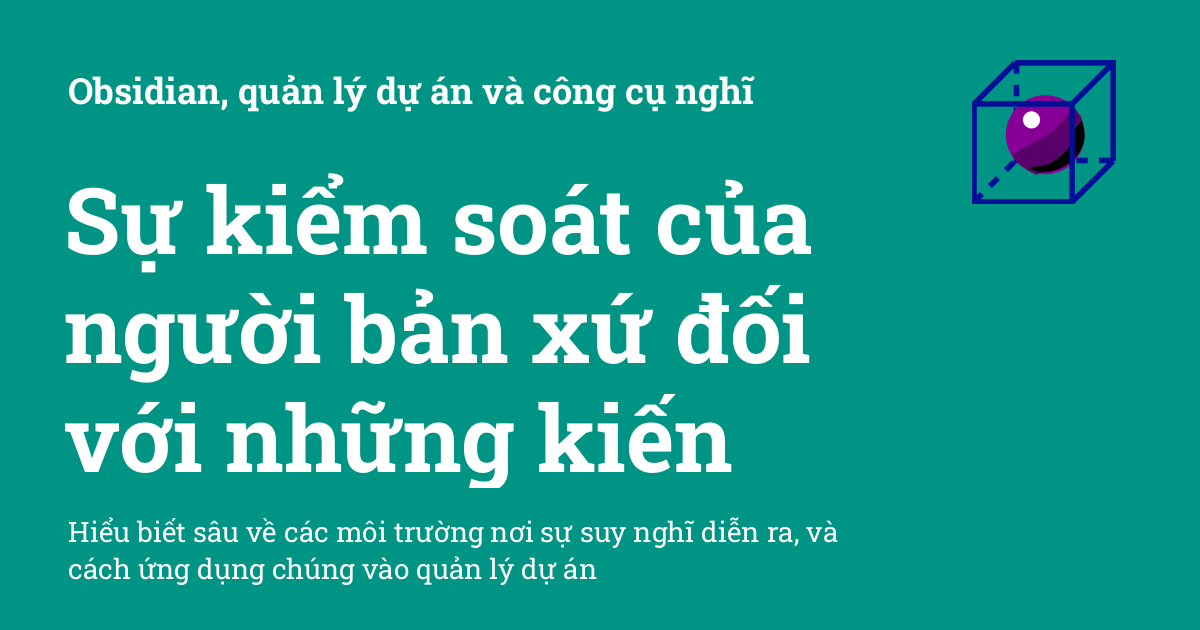 Obsidian, quản lý dự án và công cụ nghĩ
Sự kiểm soát của
người bản xứ đối
với những kiến
Hiểu biết sâu về các môi trường nơi sự suy nghĩ diễn ra, và
cách ứng dụng chúng vào quản lý dự án